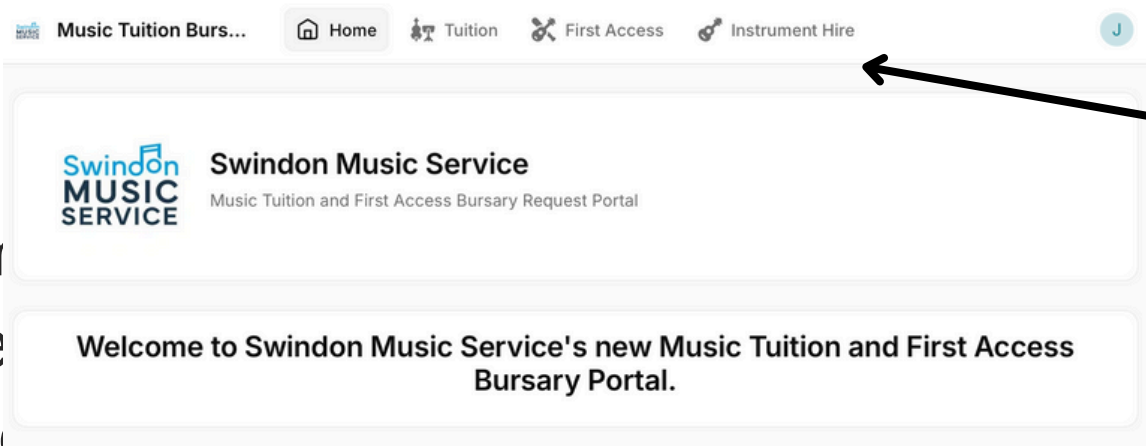 Music Tuition Burs...
Home
Tuition
First Access
Instrument Hire
J
Swindon
MUSIC
SERVICE
Swindon Music Service
Music Tuition and First Access Bursary Request Portal
Welcome to Swindon Music Service's new Music Tuition and First Access
Bursary Portal.